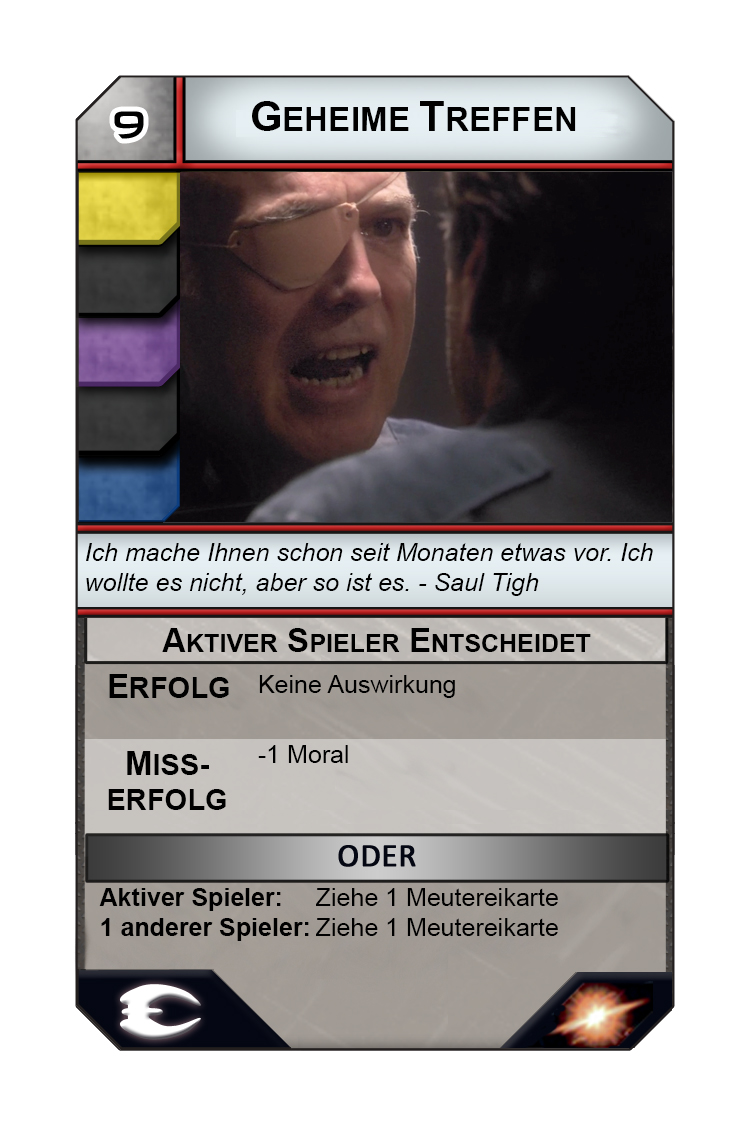 9
GEHEIME TREFFEN
Ich mache Ihnen schon seit Monaten etwas vor. Ich
wollte es nicht, aber so ist es. - Saul Tigh
AKTIVER SPIELER ENTSCHEIDET
ERFOLG Keine Auswirkung
MISS- -1 Moral
ERFOLG
ODER
Aktiver Spieler: Ziehe 1 Meutereikarte
1 anderer Spieler: Ziehe 1 Meutereikarte